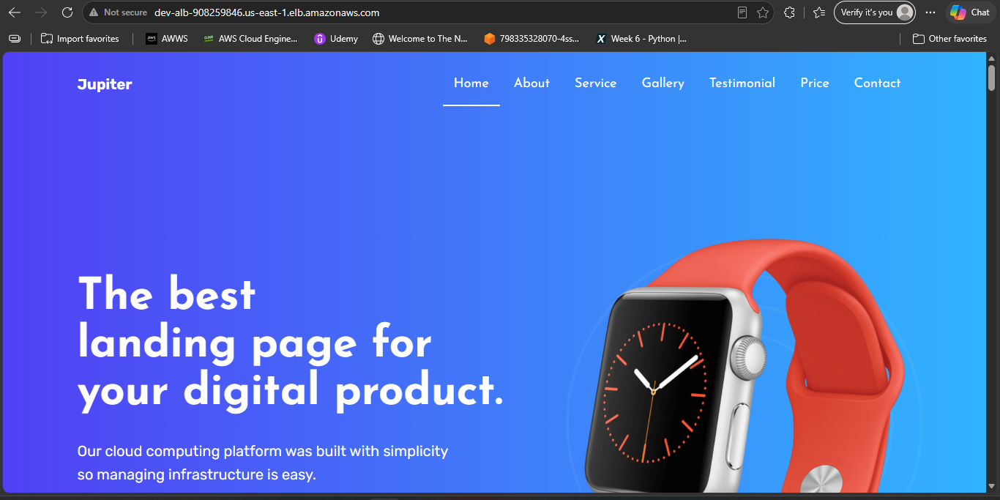 Not secure dev-alb-908259846.us-east-1.elb.amazonaws.com Verify it's you Chat
Import favorites AWWS AWS Cloud Engine... Udemy Welcome to The N... 798335328070-4ss... Week 6 - Python |... Other favorites
Jupiter Home About Service Gallery Testimonial Price Contact
The best
landing page for
your digital product.
Our cloud computing platform was built with simplicity
so managing infrastructure is easy.